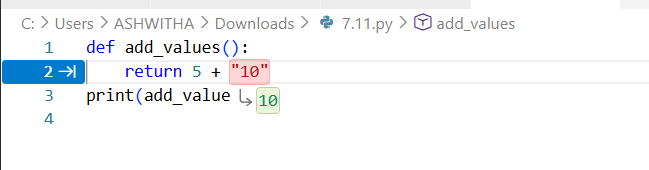 C: > Users > ASHWITHA > Downloads > 7.11.py > add_values
1 def add_values():
2 return 5 + "10"
3 print(add_value 10
4